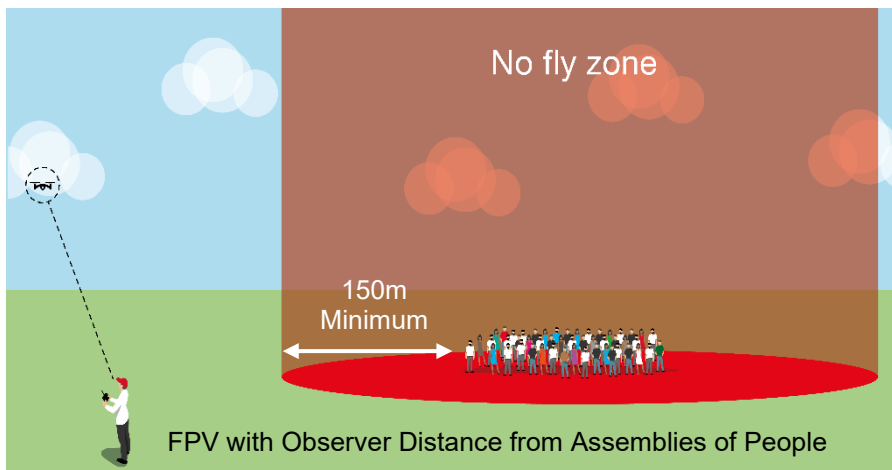 No fly zone
150m
Minimum
FPV with Observer Distance from Assemblies of People